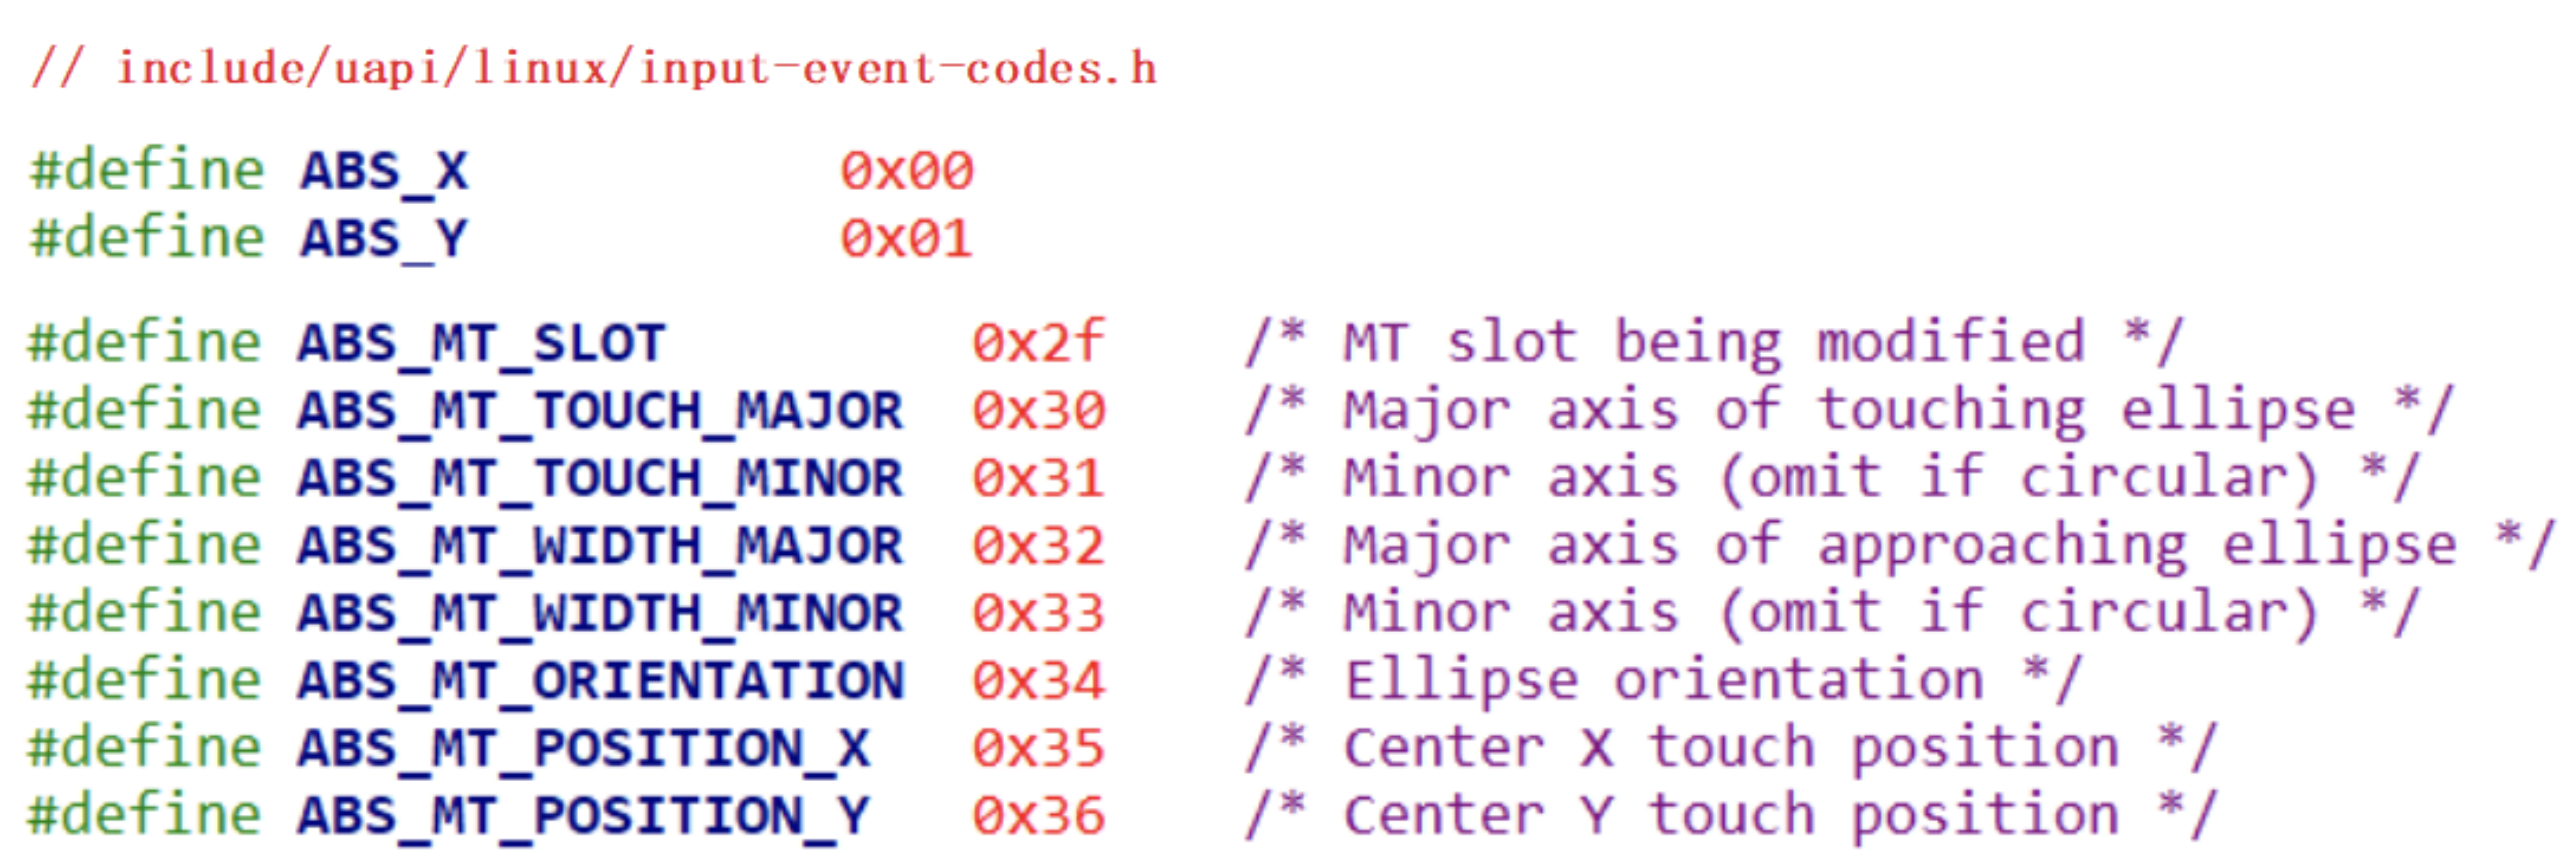 // include/uapi/linux/input-event-codes.h
#define ABS_X 0x00
#define ABS_Y 0x01
#define ABS_MT_SLOT 0x2f /* MT slot being modified */
#define ABS_MT_TOUCH_MAJOR 0x30 /* Major axis of touching ellipse */
#define ABS_MT_TOUCH_MINOR 0x31 /* Minor axis (omit if circular) */
#define ABS_MT_WIDTH_MAJOR 0x32 /* Major axis of approaching ellipse */
#define ABS_MT_WIDTH_MINOR 0x33 /* Minor axis (omit if circular) */
#define ABS_MT_ORIENTATION 0x34 /* Ellipse orientation */
#define ABS_MT_POSITION_X 0x35 /* Center X touch position */
#define ABS_MT_POSITION_Y 0x36 /* Center Y touch position */